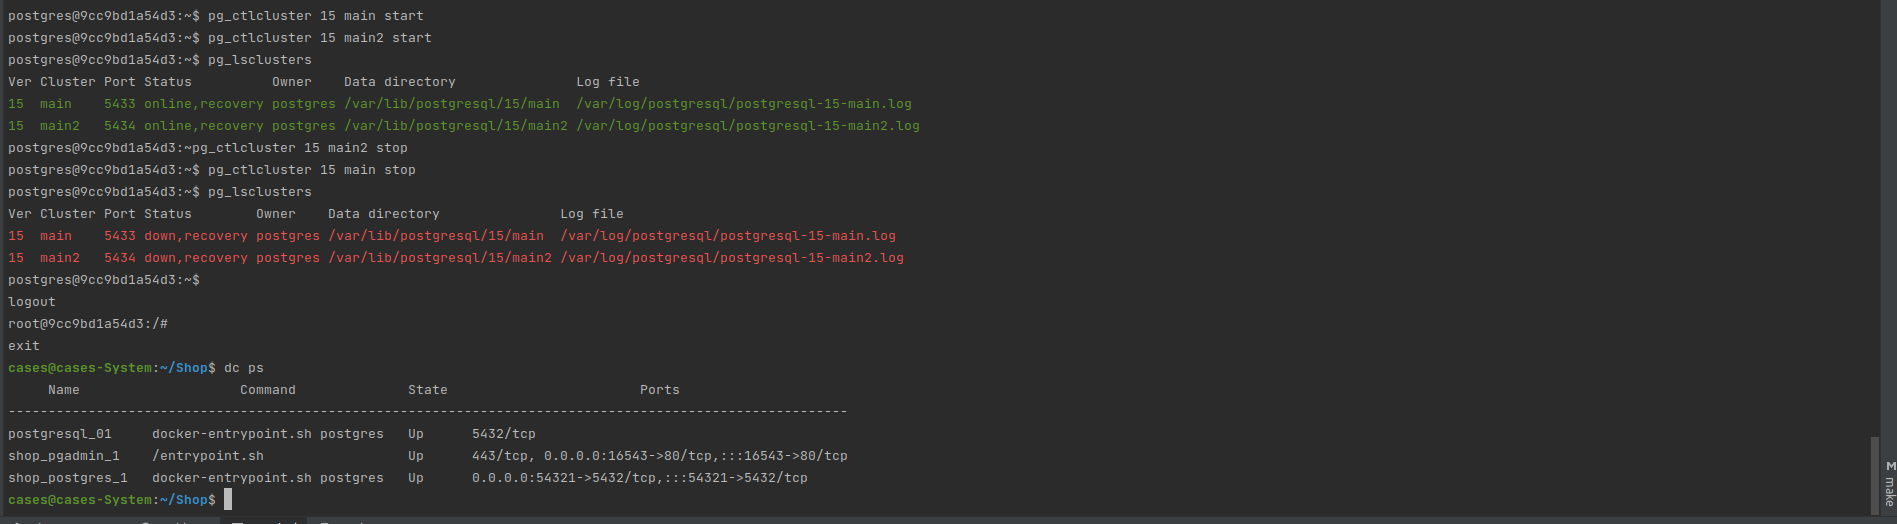 postgres@9cc9bd1a54d3:~$ pg_ctlcluster 15 main start
postgres@9cc9bd1a54d3:~$ pg_ctlcluster 15 main2 start
postgres@9cc9bd1a54d3:~$ pg_lsclusters
Ver Cluster Port Status          Owner    Data directory               Log file
15  main    5433 online,recovery postgres /var/lib/postgresql/15/main  /var/log/postgresql/postgresql-15-main.log
15  main2   5434 online,recovery postgres /var/lib/postgresql/15/main2 /var/log/postgresql/postgresql-15-main2.log
postgres@9cc9bd1a54d3:~pg_ctlcluster 15 main2 stop
postgres@9cc9bd1a54d3:~$ pg_ctlcluster 15 main stop
postgres@9cc9bd1a54d3:~$ pg_lsclusters
Ver Cluster Port Status        Owner    Data directory               Log file
15  main    5433 down,recovery postgres /var/lib/postgresql/15/main  /var/log/postgresql/postgresql-15-main.log
15  main2   5434 down,recovery postgres /var/lib/postgresql/15/main2 /var/log/postgresql/postgresql-15-main2.log
postgres@9cc9bd1a54d3:~$
logout
root@9cc9bd1a54d3:/#
exit
cases@cases-System:~/Shop$ dc ps
     Name                    Command              State                        Ports
---------------------------------------------------------------------------------------------------------
postgresql_01     docker-entrypoint.sh postgres   Up      5432/tcp
shop_pgadmin_1    /entrypoint.sh                  Up      443/tcp, 0.0.0.0:16543->80/tcp,:::16543->80/tcp
shop_postgres_1   docker-entrypoint.sh postgres   Up      0.0.0.0:54321->5432/tcp,:::54321->5432/tcp
cases@cases-System:~/Shop$
M make